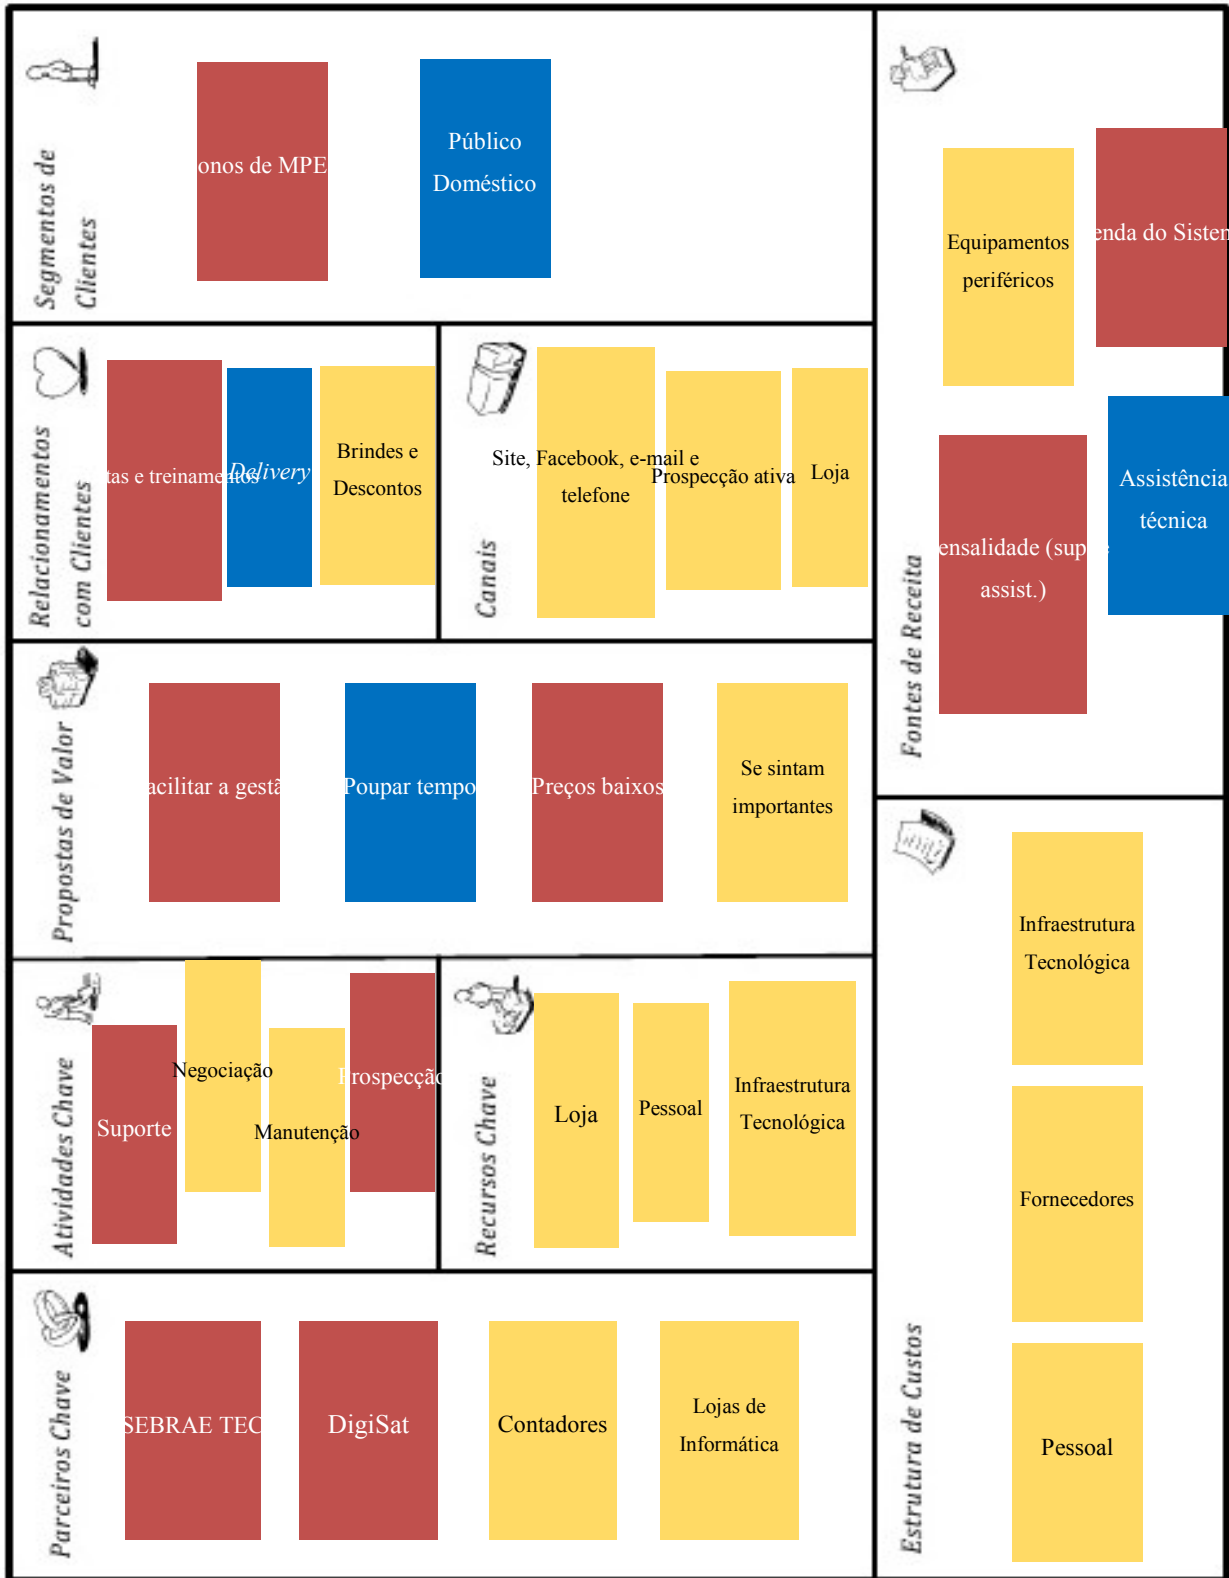 Segmentos de
Clientes
onos de MPE
Público
Doméstico
Relacionamentos
com Clientes
tas e treinamentos
Delivery
Brindes e
Descontos
Canais
Site, Facebook, e-mail e
telefone
Prospecção ativa
Loja
Propostas de Valor
acilitar a gestã
Poupar tempo
Preços baixos
Se sintam
importantes
Atividades Chave
Suporte
Negociação
Manutenção
Prospecção
Recursos Chave
Loja
Pessoal
Infraestrutura
Tecnológica
Parceiros Chave
SEBRAE TEC
DigiSat
Contadores
Lojas de
Informática
Fontes de Receita
Equipamentos
periféricos
enda do Sistem
ensalidade (sup e
assist.)
Assistência
técnica
Estrutura de Custos
Infraestrutura
Tecnológica
Fornecedores
Pessoal